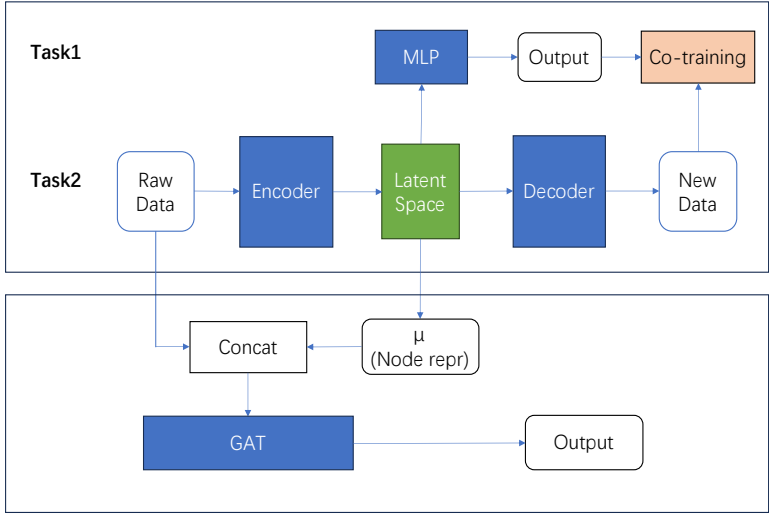 Task1
MLP
Output
Co-training
Task2
Raw
Data
Encoder
Latent
Space
Decoder
New
Data
Concat
μ
(Node repr)
GAT
Output